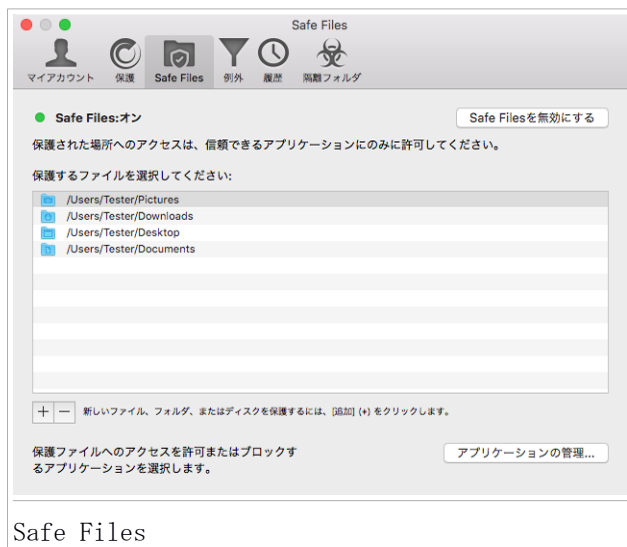 Safe Files
マイアカウント 保護 Safe Files 例外 履歴 隔離フォルダ
Safe Files:オン
Safe Filesを無効にする
保護された場所へのアクセスは、信頼できるアプリケーションにのみに許可してください。
保護するファイルを選択してください:
/Users/Tester/Pictures
/Users/Tester/Downloads
/Users/Tester/Desktop
/Users/Tester/Documents
新しいファイル、フォルダ、またはディスクを保護するには、[追加] (+) をクリックします。
保護ファイルへのアクセスを許可またはブロックす
るアプリケーションを選択します。
アプリケーションの管理...
Safe Files